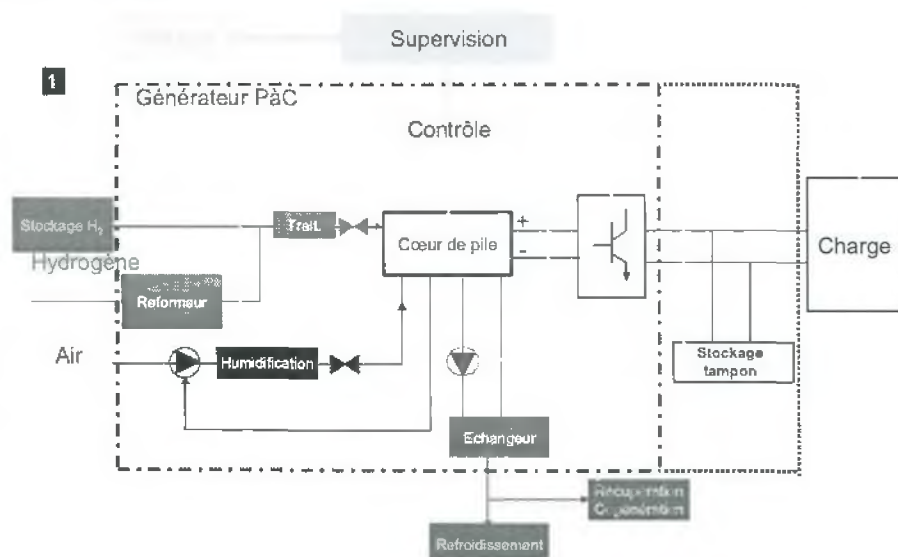 Supervision
1
Générateur PàC
Contrôle
Stockage H₂
Trait.
Cœur de pile
+
-
Charge
Hydrogène
Reformeur
Air
Humidification
Stockage
tampon
Echangeur
Récupération
Cogénération
Refroidissement